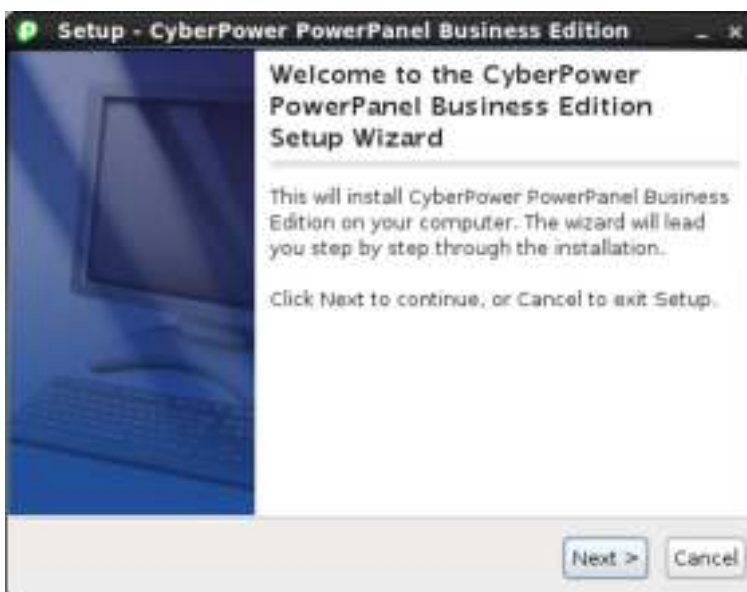 Setup - CyberPower PowerPanel Business Edition
Welcome to the CyberPower
PowerPanel Business Edition
Setup Wizard
This will install CyberPower PowerPanel Business
Edition on your computer. The wizard will lead
you step by step through the installation.
Click Next to continue, or Cancel to exit Setup.
Next >
Cancel